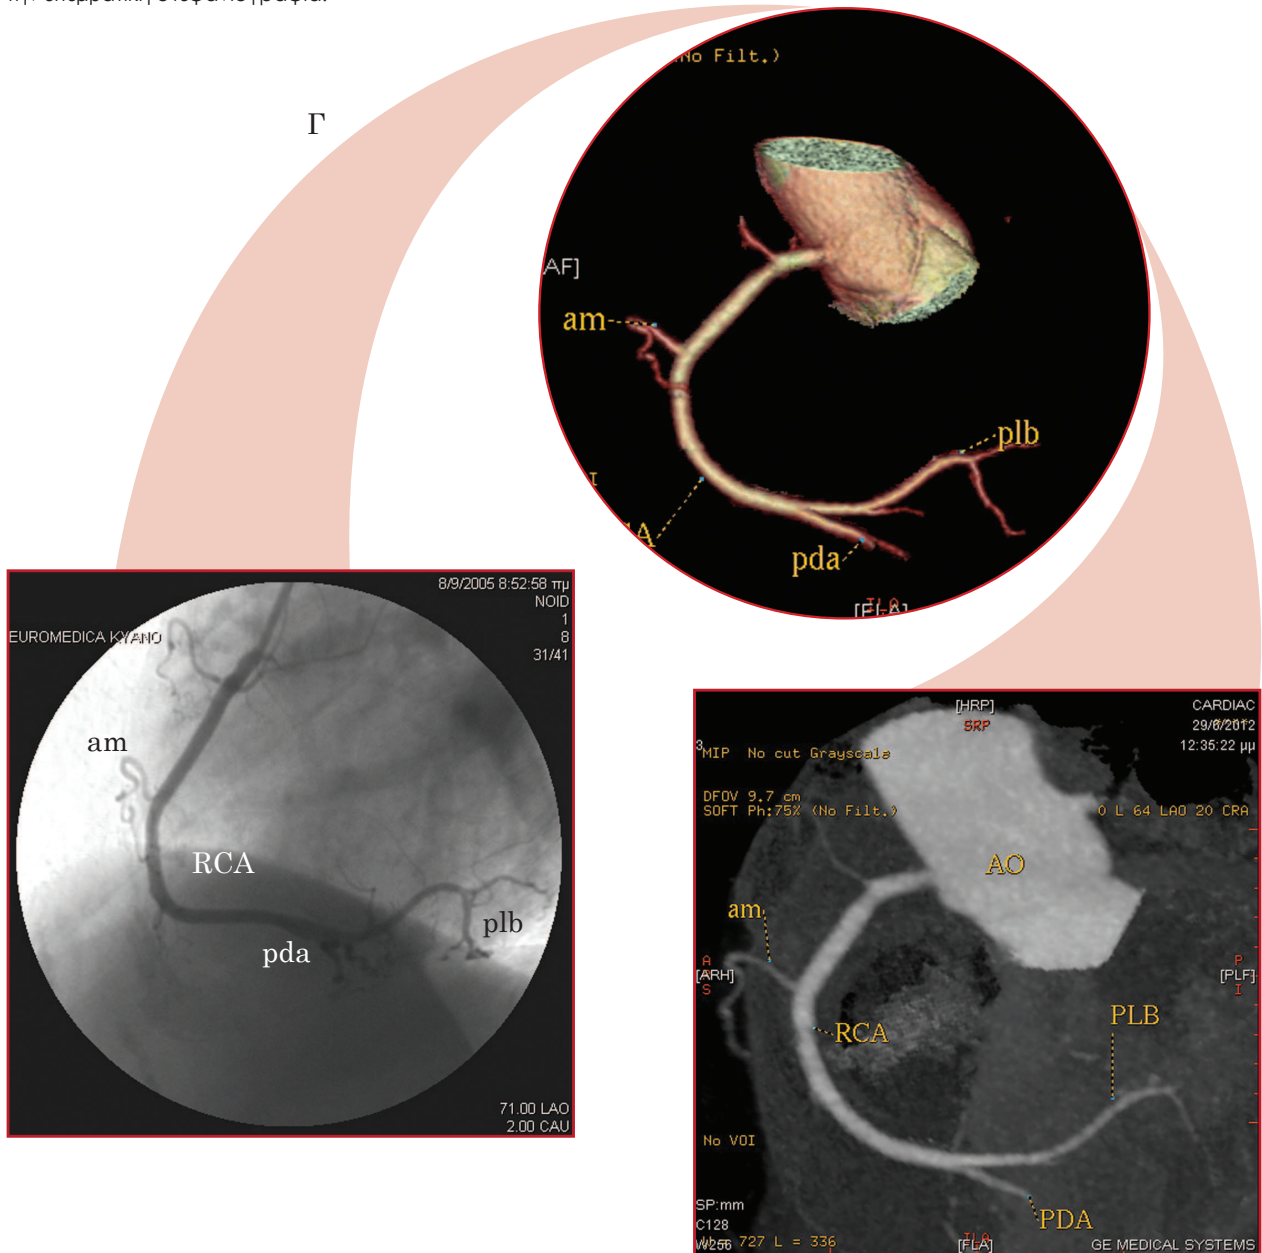 No Filt.)
Γ
AF]
am
plb
pda
8/9/2005 8:52:58 πμ
NOID
1
EUROMEDICA KYANO
8
31/41
am
RCA
plb
pda
71.00 LAO
2.00 CAU
[HRP]
CARDIAC
SRP
29/6/2012
3
12:35:22 μμ
MIP No cut Grayscale
DFOV 9.7 cm
SOFT Ph:75% (No Filt.)
0 L 64 LAO 20 CRA
AO
am
A
P
[ARH]
[PLF]
S
I
PLB
RCA
No VOI
SP:mm
PDA
C128
W256
727 L = 336
[FLA]
GE MEDICAL SYSTEMS